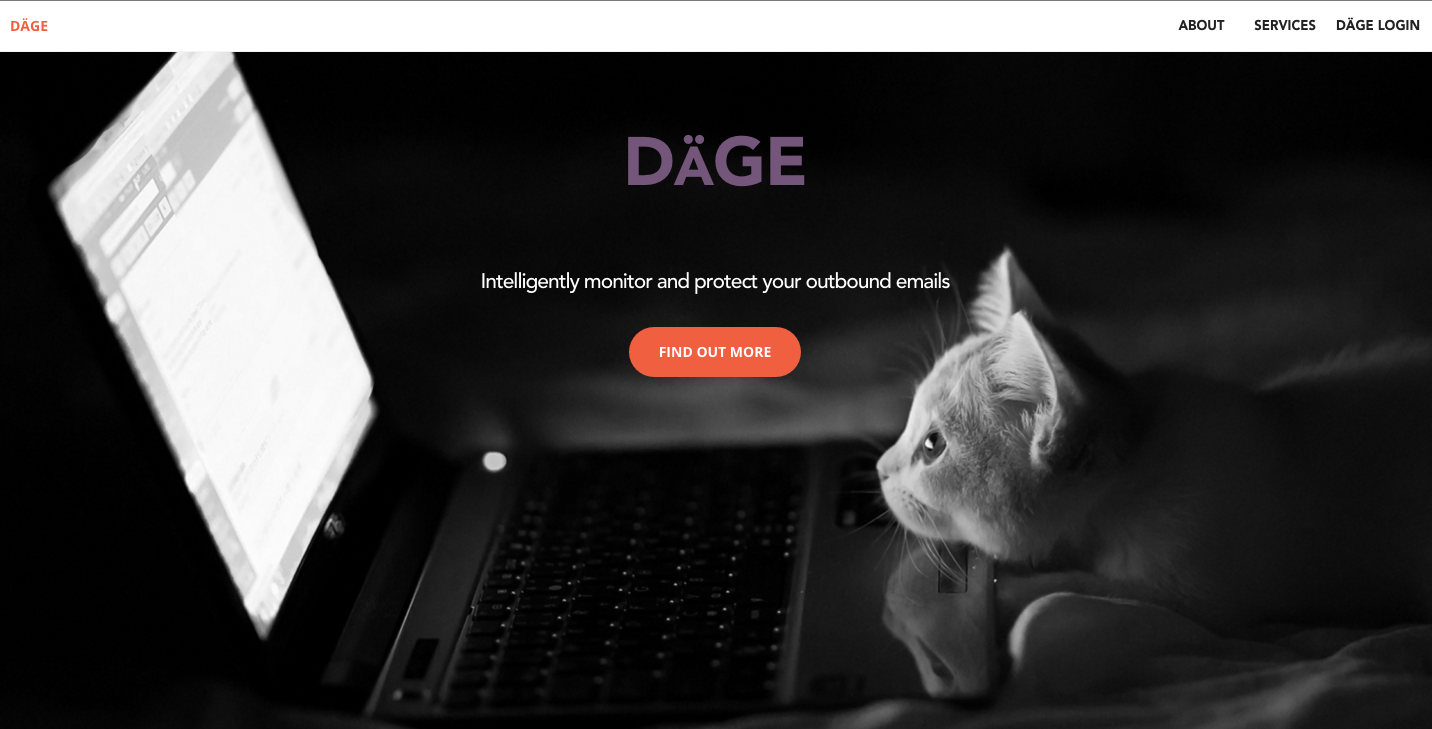 DÄGE
ABOUT SERVICES DÄGE LOGIN
DÄGE
Intelligently monitor and protect your outbound emails
FIND OUT MORE